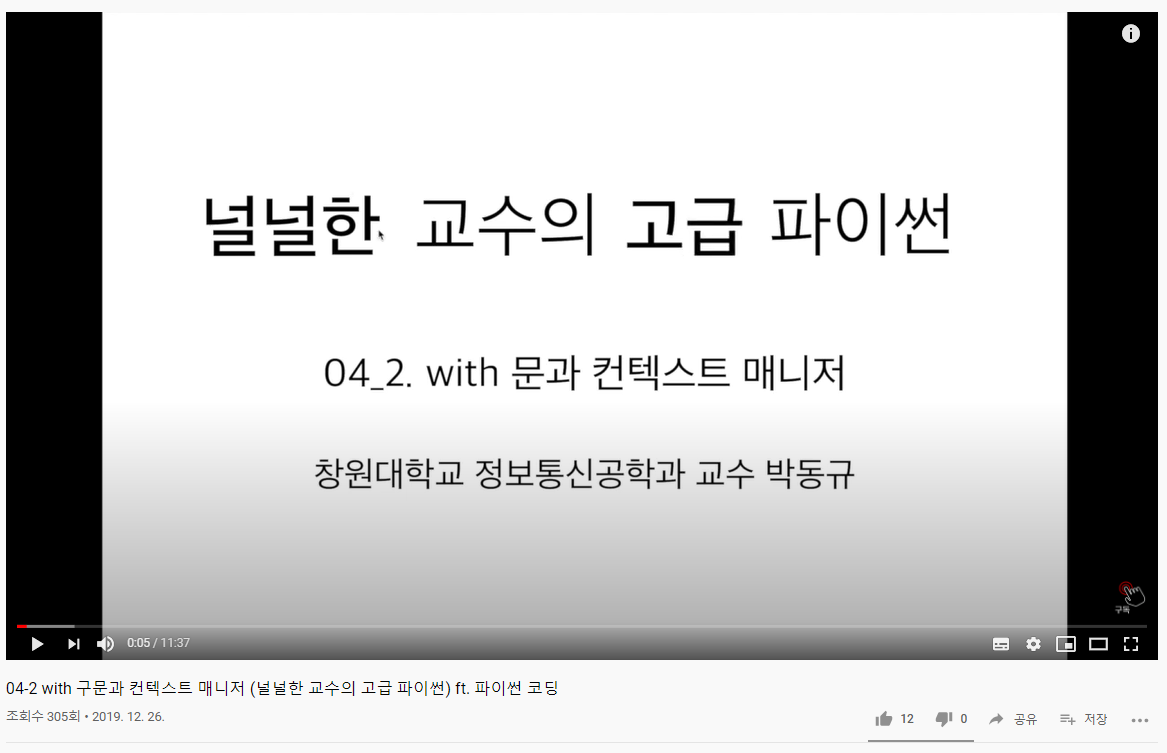 널널한 교수의 고급 파이썬
04_2. with 문과 컨텍스트 매니저
창원대학교 정보통신공학과 교수 박동규
구독
0:05 / 11:37
04-2 with 구문과 컨텍스트 매니저 (널널한 교수의 고급 파이썬) ft. 파이썬 코딩
조회수 305회 • 2019. 12. 26.
12 0 공유 저장